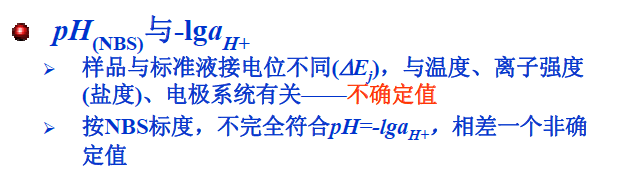 pH(NBS)与-lgaH+
样品与标准液接电位不同(ΔEj)，与温度、离子强度
(盐度)、电极系统有关——不确定值
按NBS标度，不完全符合pH=-lgaH+，相差一个非确
定值